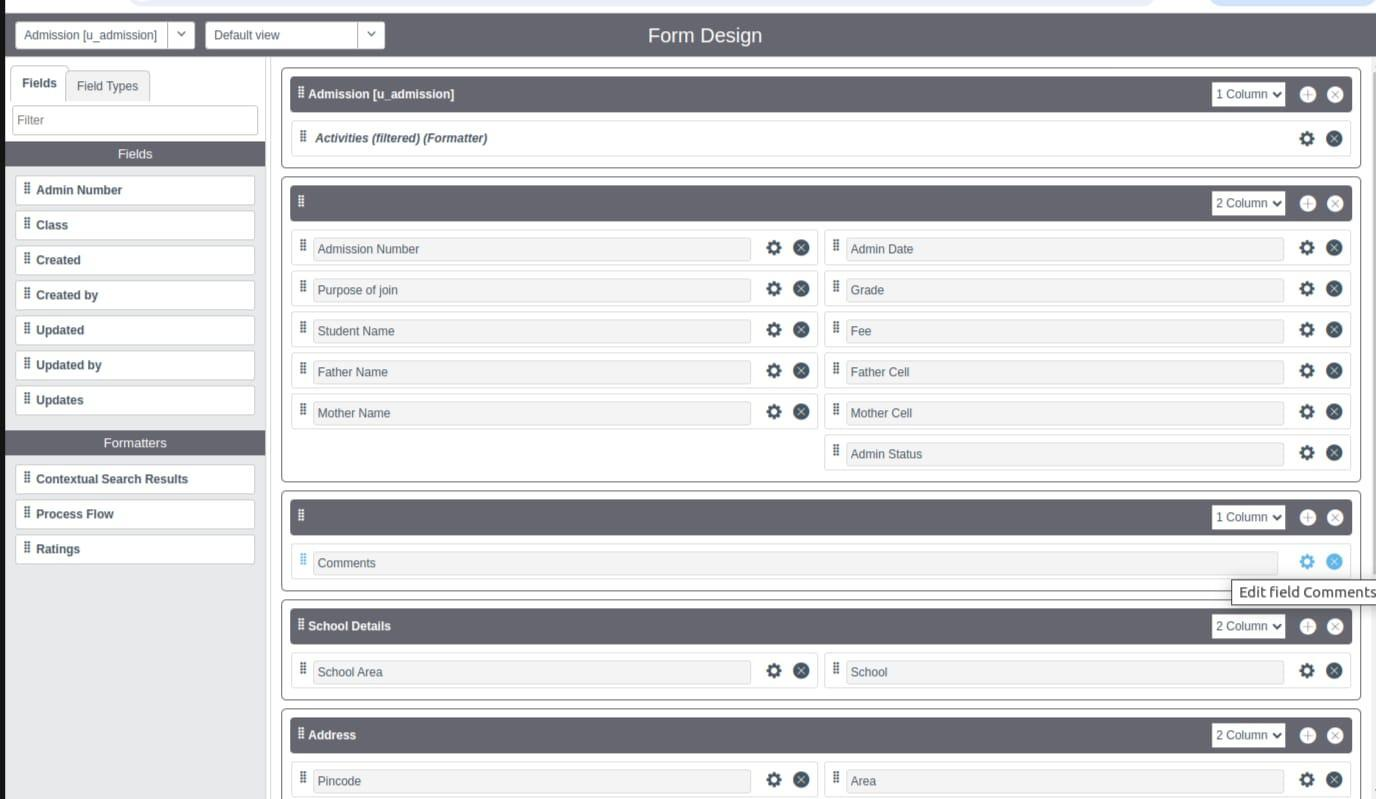 Admission [u_admission] Default view Form Design
Fields Field Types
Filter
Fields
Admin Number
Class
Created
Created by
Updated
Updated by
Updates
Formatters
Contextual Search Results
Process Flow
Ratings
Admission [u_admission] 1 Column
Activities (filtered) (Formatter)
2 Column
Admission Number Admin Date
Purpose of join Grade
Student Name Fee
Father Name Father Cell
Mother Name Mother Cell
Admin Status
1 Column
Comments
Edit field Comments
School Details 2 Column
School Area School
Address 2 Column
Pincode Area